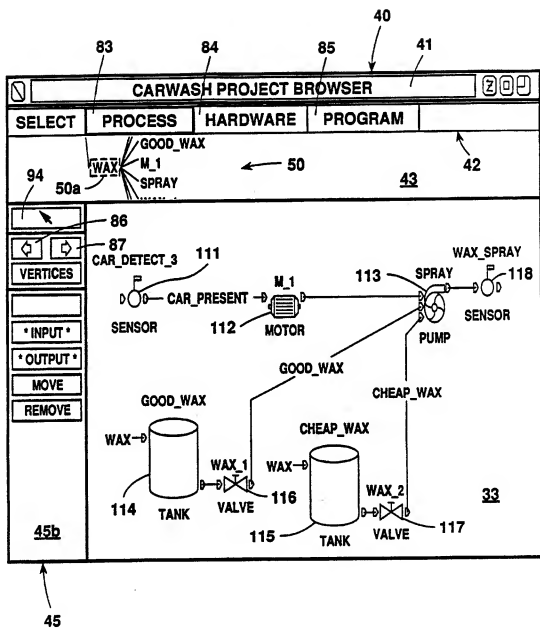 40
83
84
85
41
CARWASH PROJECT BROWSER
Z
SELECT PROCESS HARDWARE PROGRAM
GOOD_WAX
WAX
M_1
SPRAY
50
50a
42
43
94
86
87
VERTICES
* INPUT *
* OUTPUT *
MOVE
REMOVE
45b
45
CAR_DETECT_3
111
SENSOR
CAR_PRESENT
M_1
112
MOTOR
113
SPRAY
PUMP
WAX_SPRAY
118
SENSOR
GOOD_WAX
CHEAP_WAX
GOOD_WAX
WAX
114
TANK
WAX_1
116
VALVE
CHEAP_WAX
WAX
115
TANK
WAX_2
117
VALVE
33